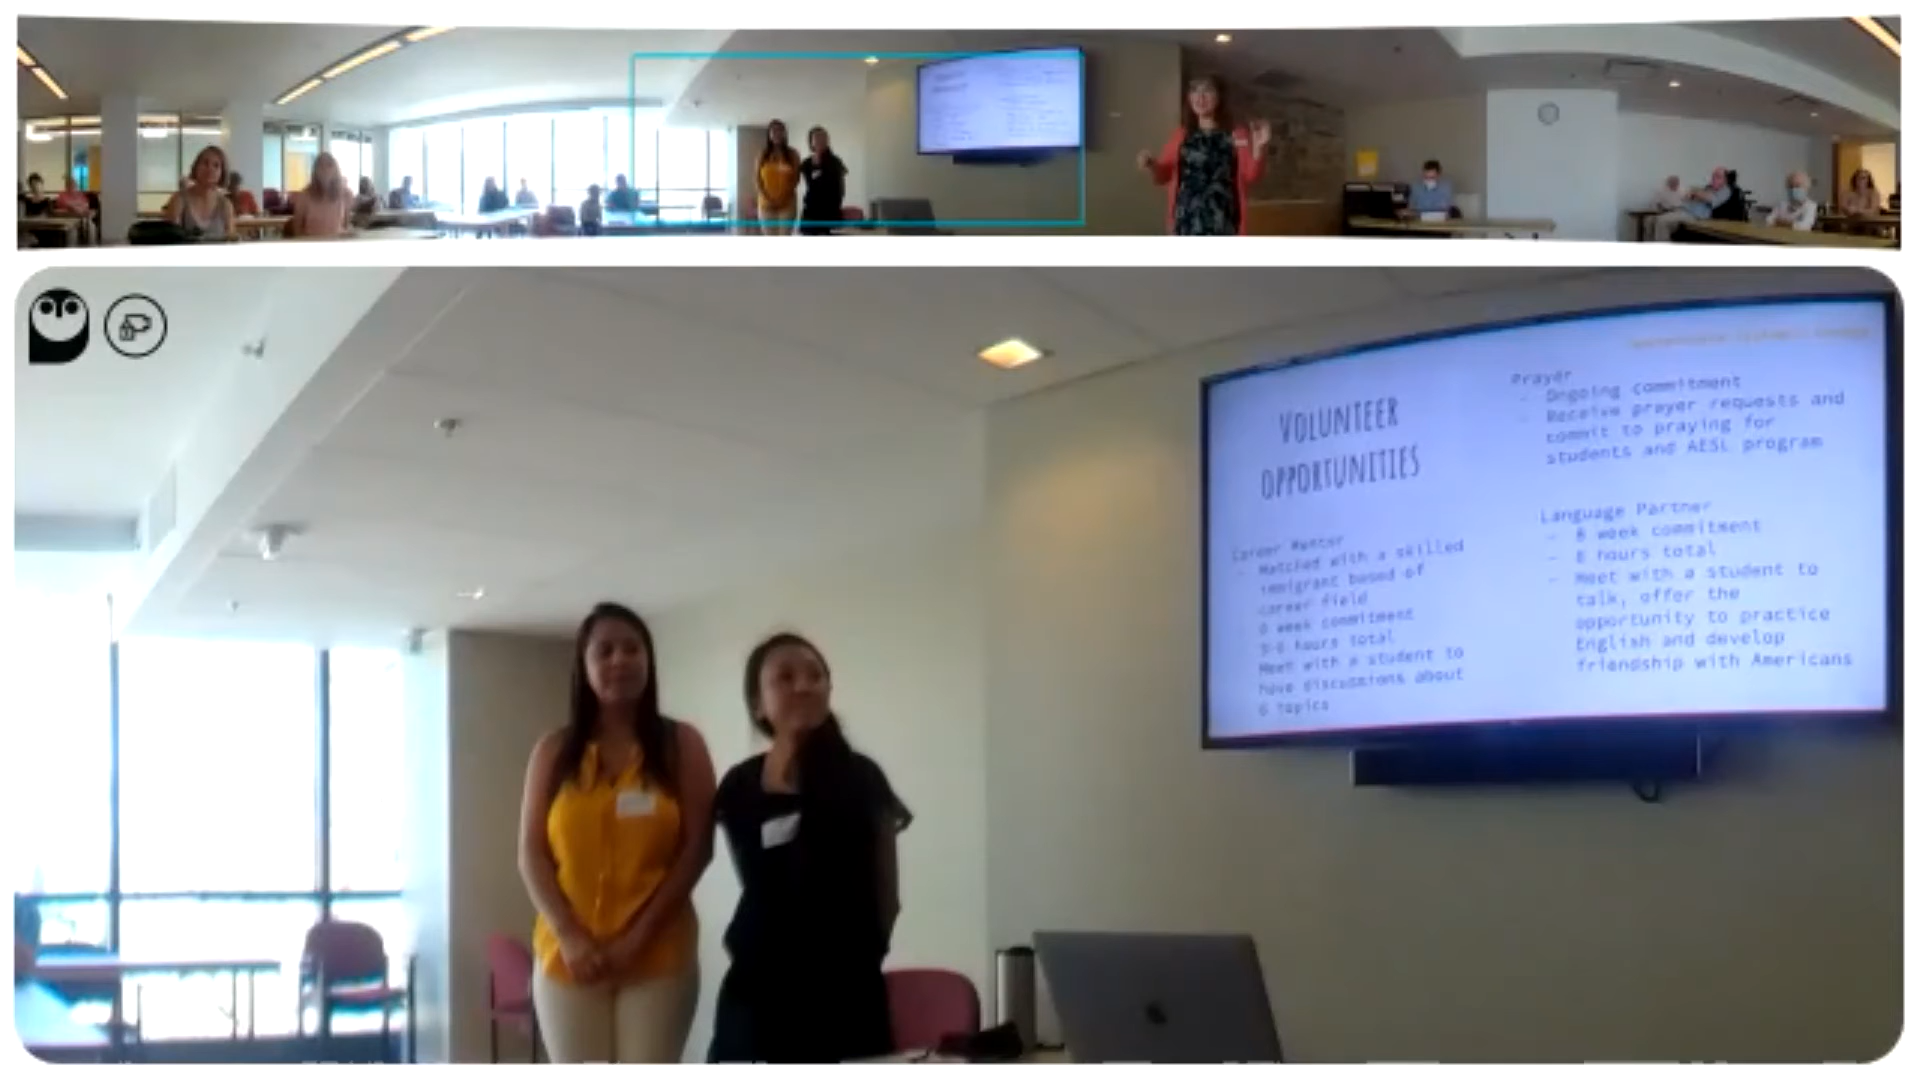 VOLUNTEER
OPPORTUNITIES
Career Mentor
- Matched with a skilled
immigrant based of
career field
6 week commitment
hours total
Meet with a student to
have discussions about
6 topics
Prayer
- Ongoing commitment
- Receive prayer requests and
commit to praying for
students and AESL program
Language Partner
- week commitment
- hours total
- Meet with a student to
talk, offer the
opportunity to practice
English and develop
friendship with Americans